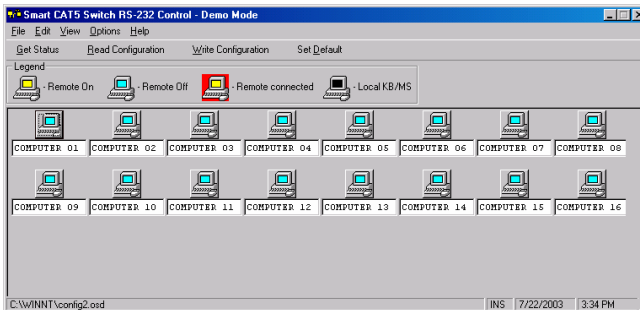 Smart CAT5 Switch RS-232 Control - Demo Mode
File Edit View Options Help
Get Status Read Configuration Write Configuration Set Default
Legend
- Remote On - Remote Off - Remote connected - Local KB/MS
COMPUTER 01 COMPUTER 02 COMPUTER 03 COMPUTER 04 COMPUTER 05 COMPUTER 06 COMPUTER 07 COMPUTER 08
COMPUTER 09 COMPUTER 10 COMPUTER 11 COMPUTER 12 COMPUTER 13 COMPUTER 14 COMPUTER 15 COMPUTER 16
C:\WINNT\config2.osd INS 7/22/2003 3:34 PM